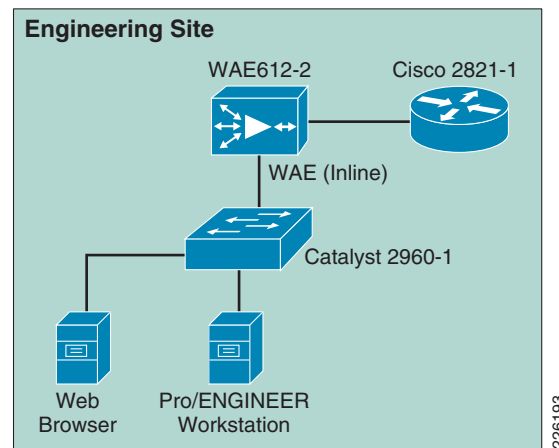 Engineering Site
WAE612-2
Cisco 2821-1
WAE (Inline)
Catalyst 2960-1
Web
Browser
Pro/ENGINEER
Workstation
226193